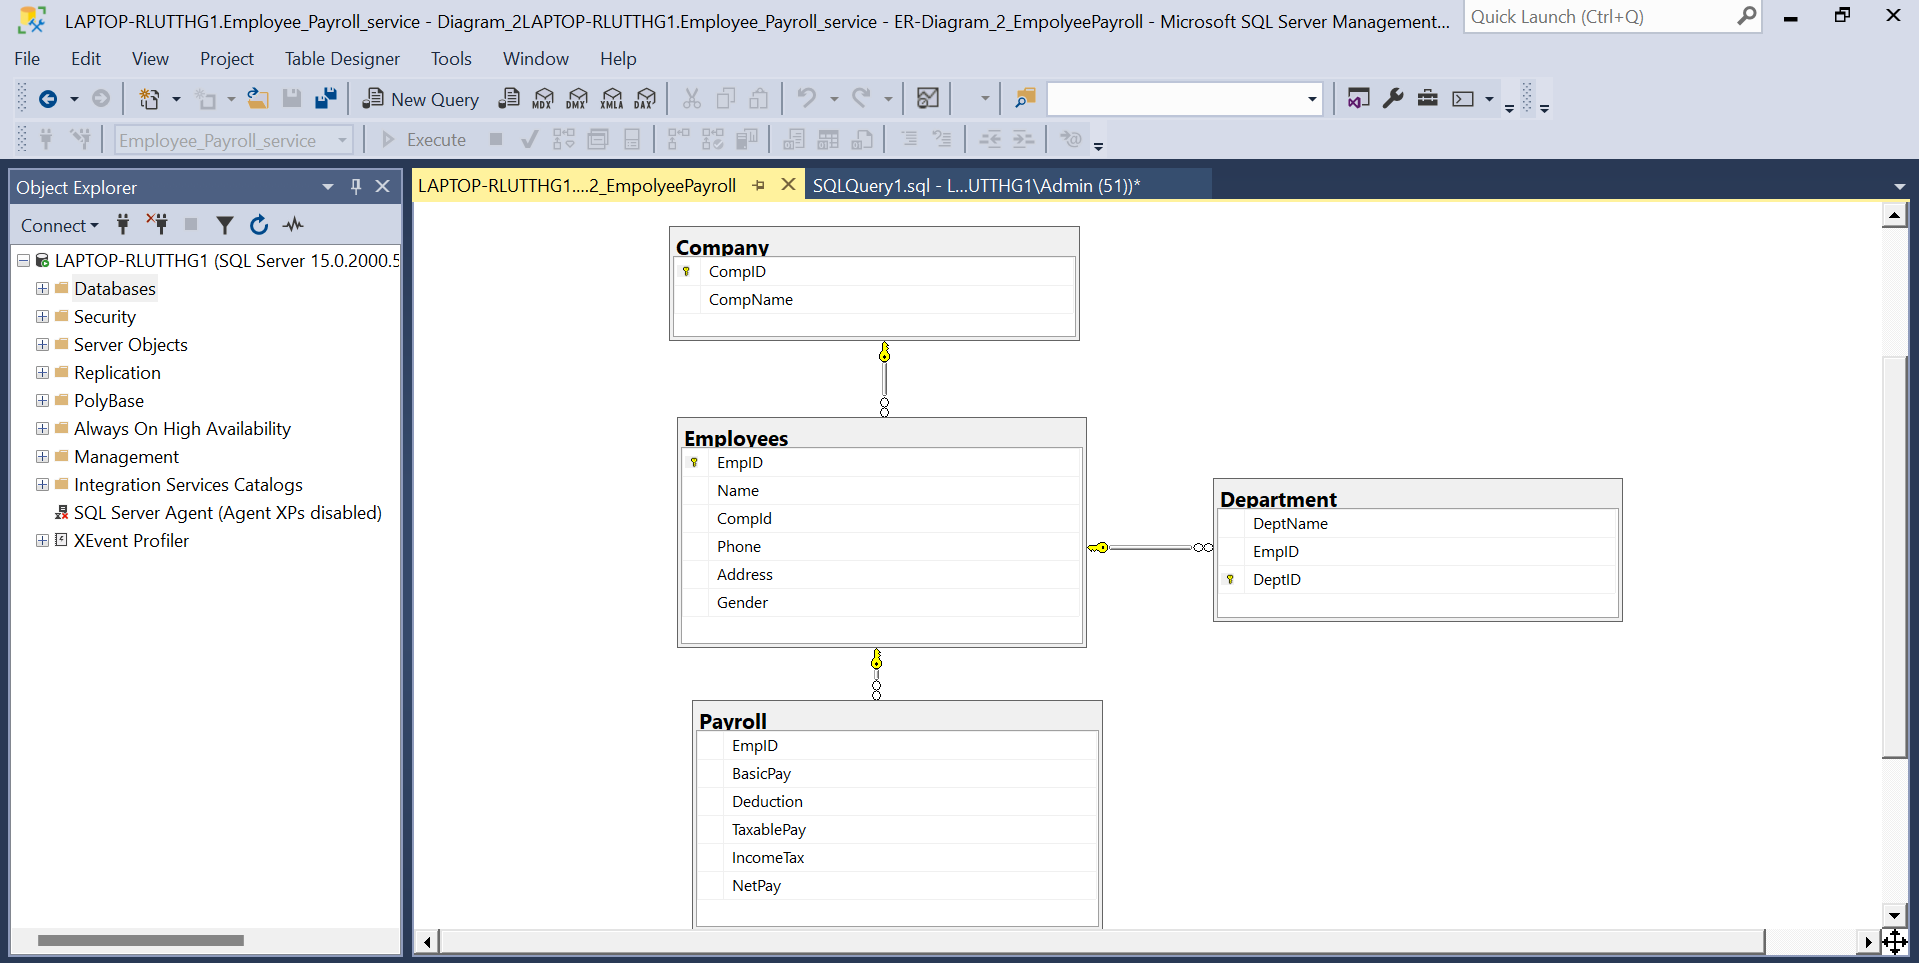 LAPTOP-RLUTTHG1.Employee_Payroll_service - Diagram_2LAPTOP-RLUTTHG1.Employee_Payroll_service - ER-Diagram_2_EmpolyeePayroll - Microsoft SQL Server Management...
Quick Launch (Ctrl+Q)
File Edit View Project Table Designer Tools Window Help
New Query MDX DMX XMLA DAX
Employee_Payroll_service Execute
Object Explorer
LAPTOP-RLUTTHG1....2_EmpolyeePayroll SQLQuery1.sql - L...UTTHG1\Admin (51))*
Connect
LAPTOP-RLUTTHG1 (SQL Server 15.0.2000.5
Databases
Security
Server Objects
Replication
PolyBase
Always On High Availability
Management
Integration Services Catalogs
SQL Server Agent (Agent XPs disabled)
XEvent Profiler
Company
CompID
CompName
Employees
EmpID
Name
CompId
Phone
Address
Gender
Department
DeptName
EmpID
DeptID
Payroll
EmpID
BasicPay
Deduction
TaxablePay
IncomeTax
NetPay